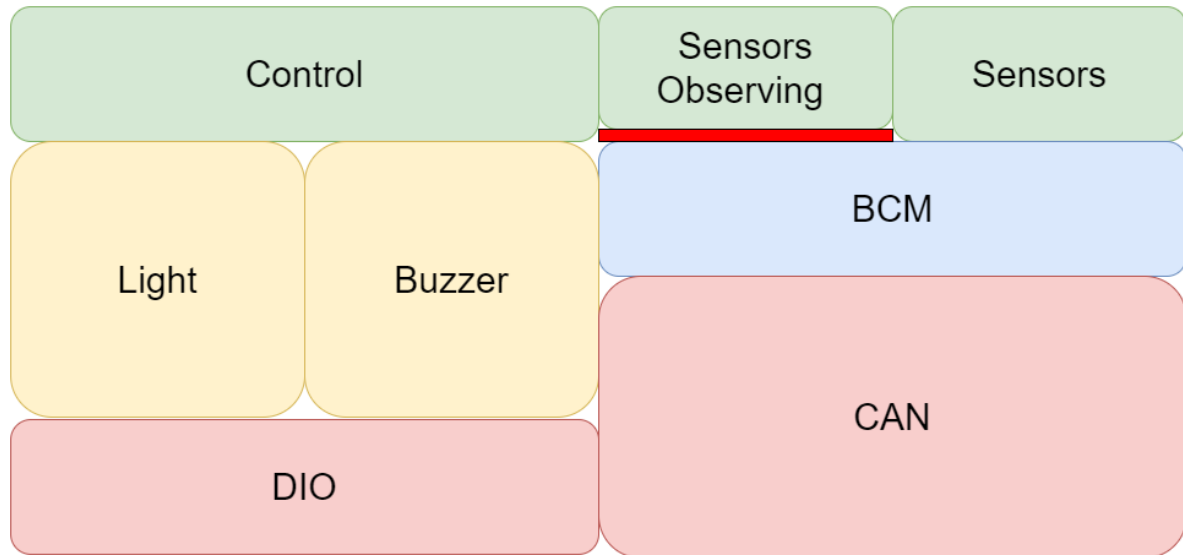 Control
Sensors
Observing
Sensors
BCM
Light
Buzzer
CAN
DIO